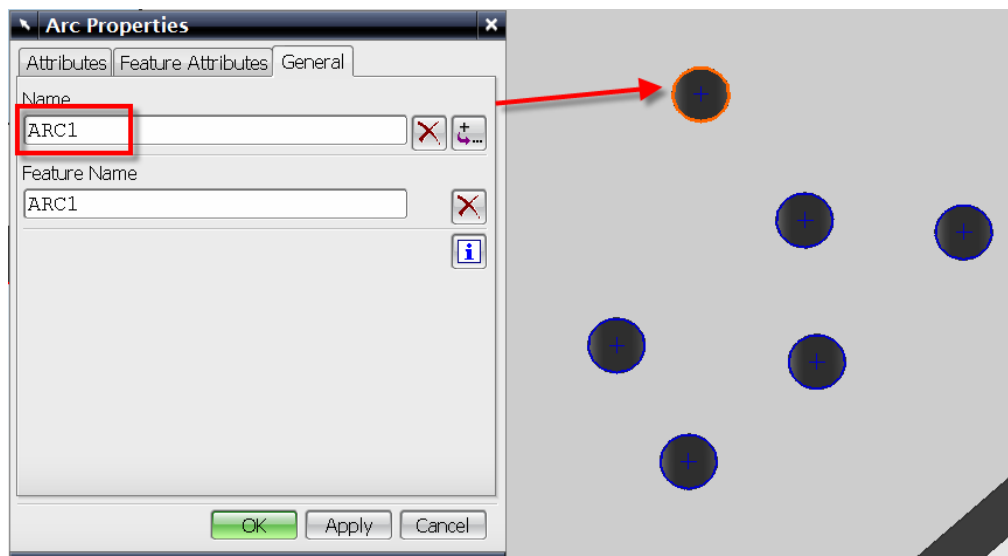 Arc Properties
Attributes Feature Attributes General
Name
ARC1
Feature Name
ARC1
OK Apply Cancel